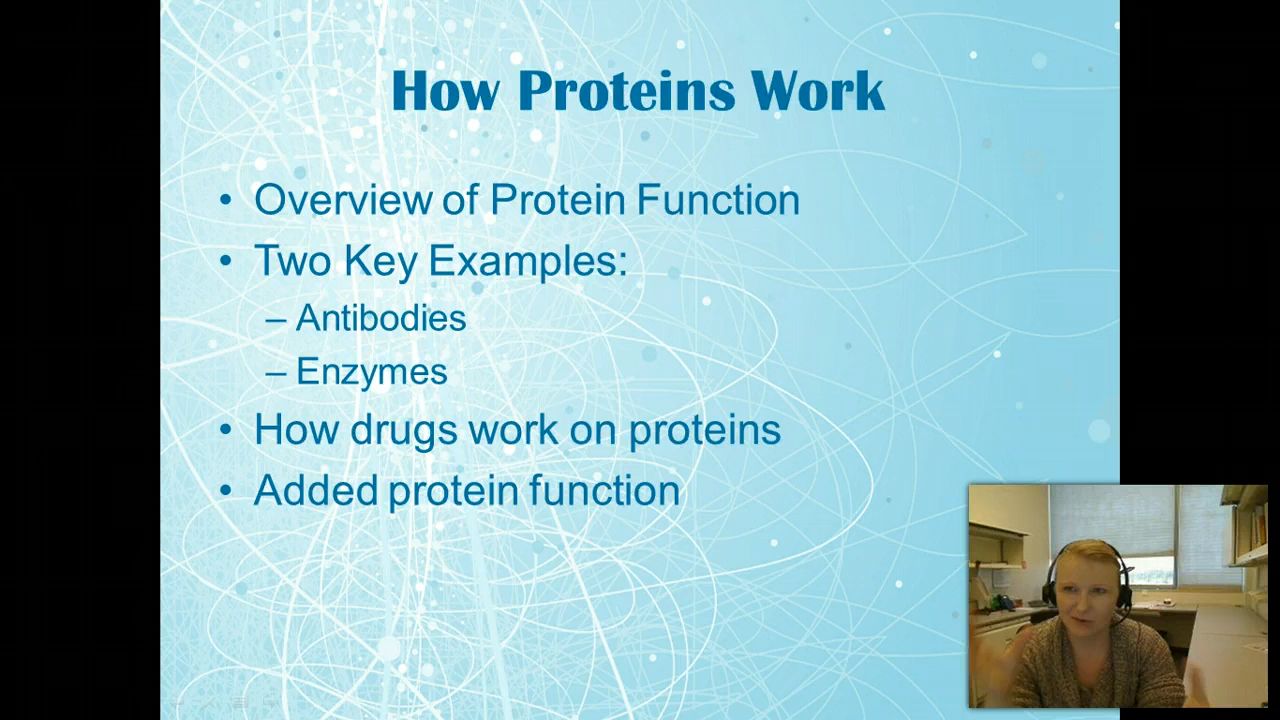 How Proteins Work
• Overview of Protein Function
• Two Key Examples:
– Antibodies
– Enzymes
• How drugs work on proteins
• Added protein function